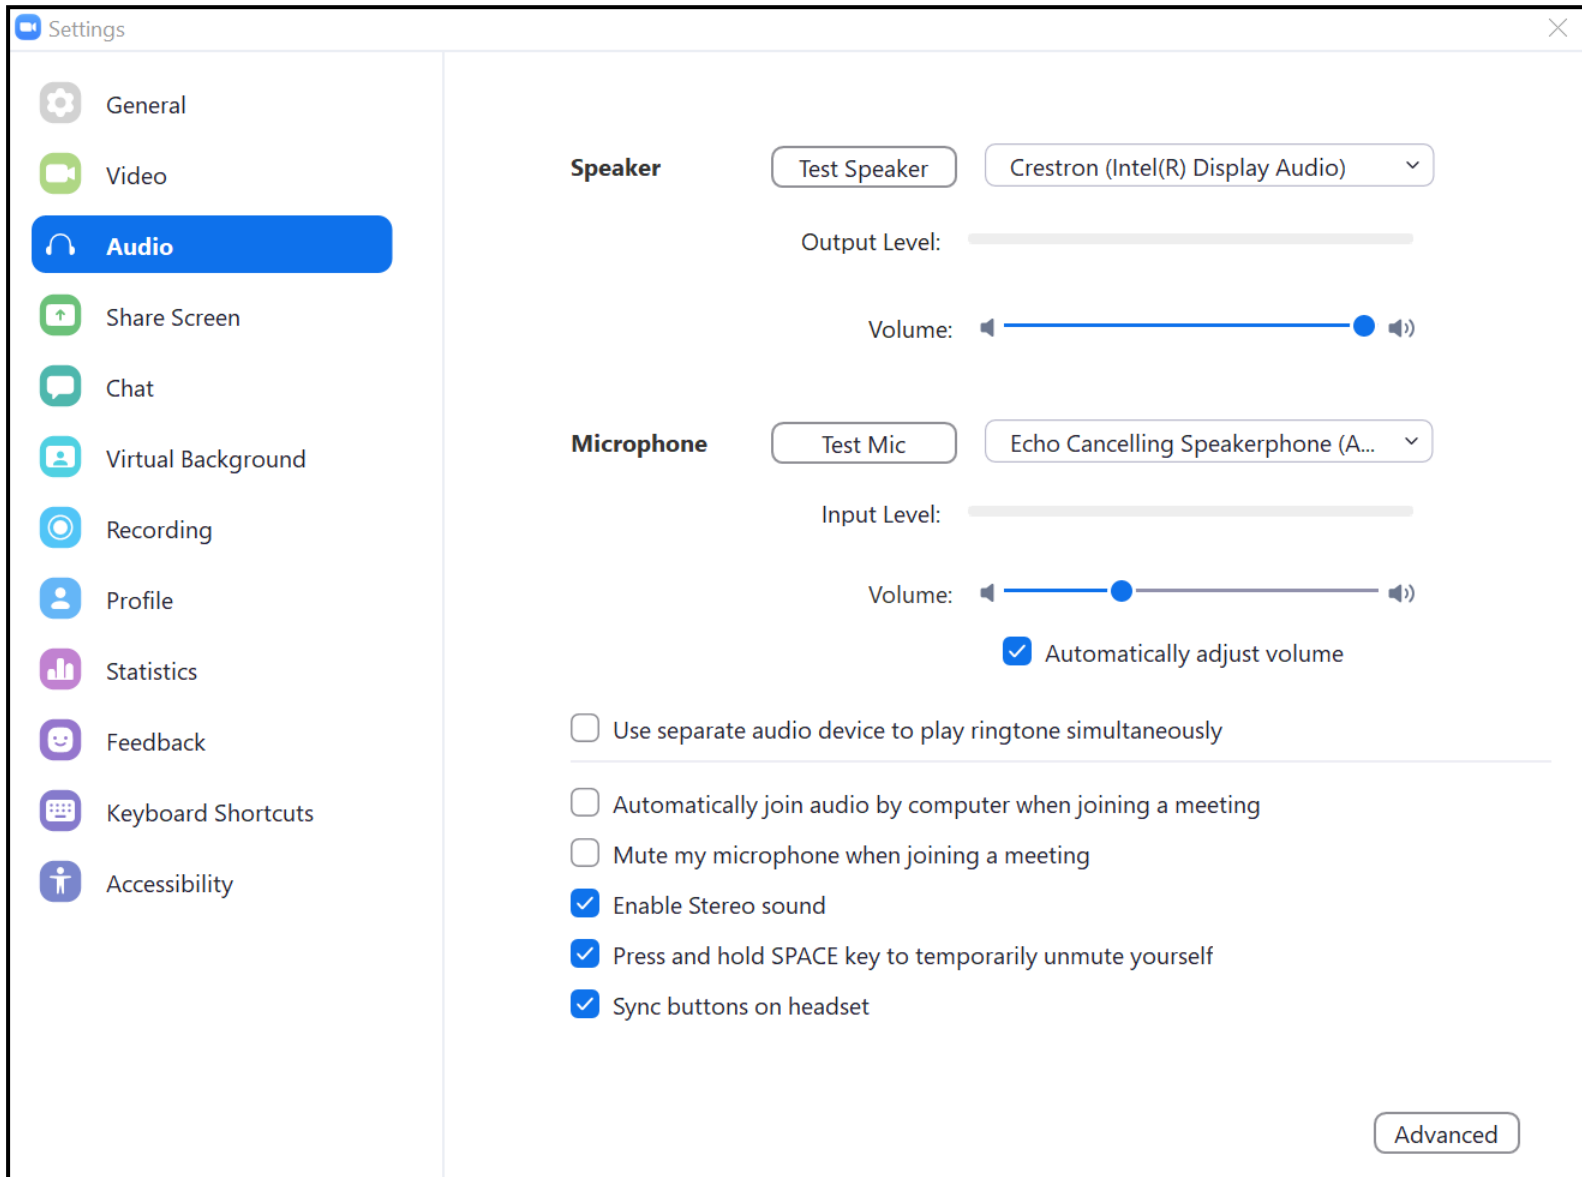 Settings
General
Video
Audio
Share Screen
Chat
Virtual Background
Recording
Profile
Statistics
Feedback
Keyboard Shortcuts
Accessibility
Speaker
Test Speaker
Crestron (Intel(R) Display Audio)
Output Level:
Volume:
Microphone
Test Mic
Echo Cancelling Speakerphone (A...
Input Level:
Volume:
Automatically adjust volume
Use separate audio device to play ringtone simultaneously
Automatically join audio by computer when joining a meeting
Mute my microphone when joining a meeting
Enable Stereo sound
Press and hold SPACE key to temporarily unmute yourself
Sync buttons on headset
Advanced